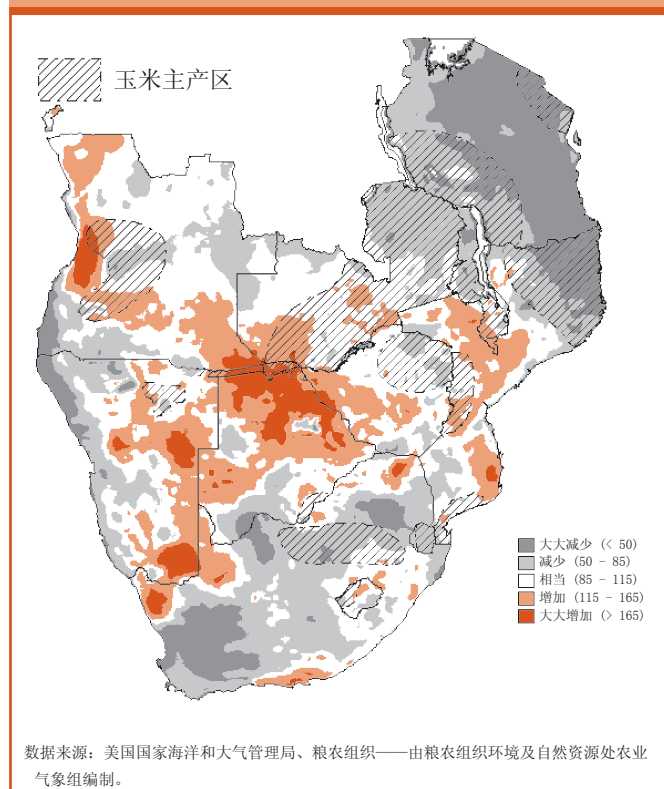 玉米主产区
大大减少 (< 50)
减少 (50 - 85)
相当 (85 - 115)
增加 (115 - 165)
大大增加 (> 165)
数据来源：美国国家海洋和大气管理局、粮农组织——由粮农组织环境及自然资源处农业
气象组编制。